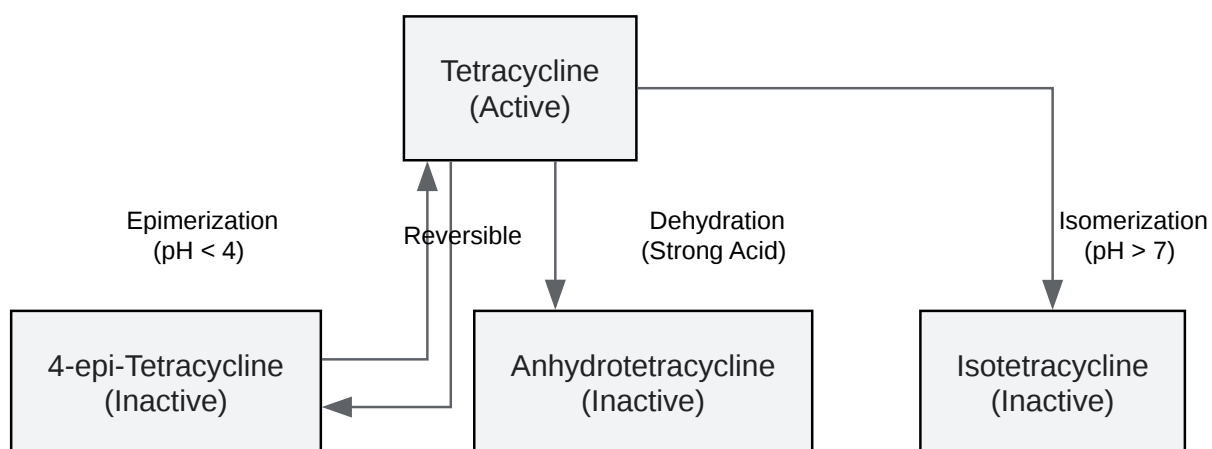 Tetracycline
(Active)
Epimerization
(pH < 4)
Reversible
Dehydration
(Strong Acid)
Isomerization
(pH > 7)
4-epi-Tetracycline
(Inactive)
Anhydrotetracycline
(Inactive)
Isotetracycline
(Inactive)